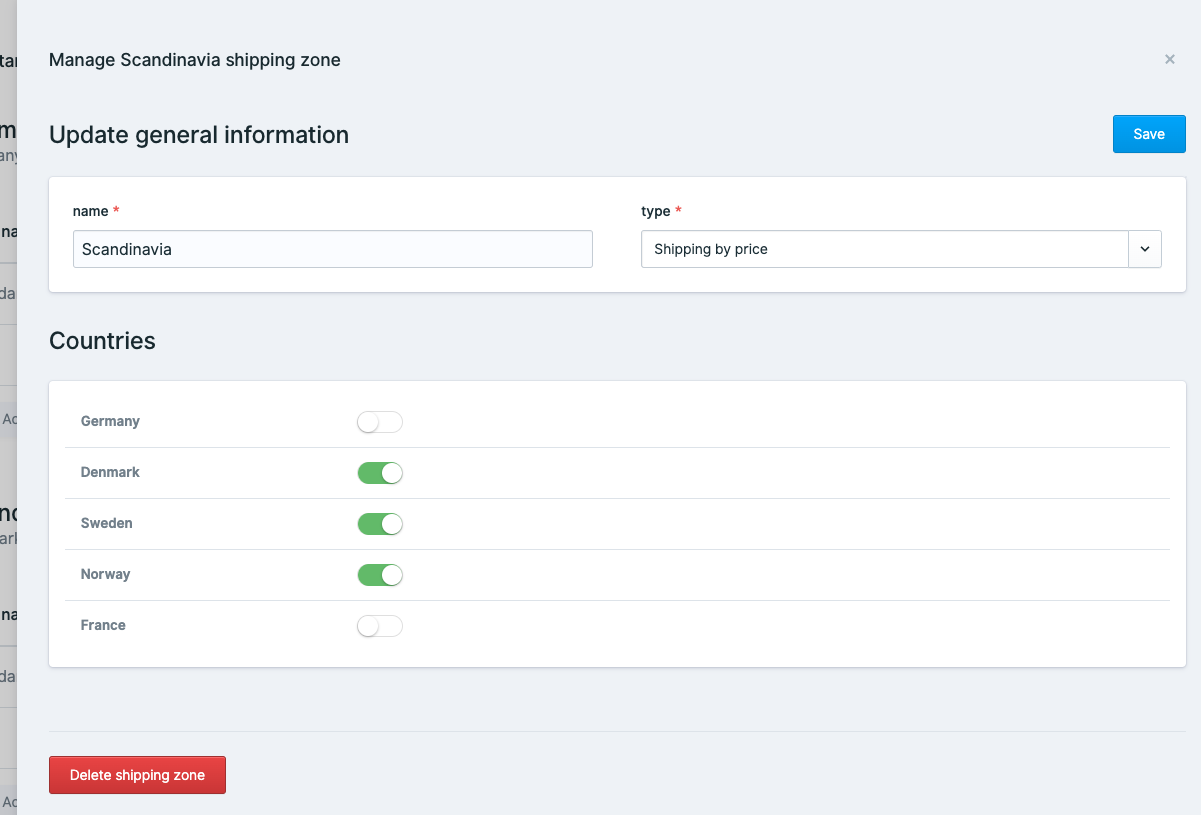 Manage Scandinavia shipping zone
×
Update general information
Save
name *
type *
Scandinavia
Shipping by price
Countries
Germany
Denmark
Sweden
Norway
France
Delete shipping zone